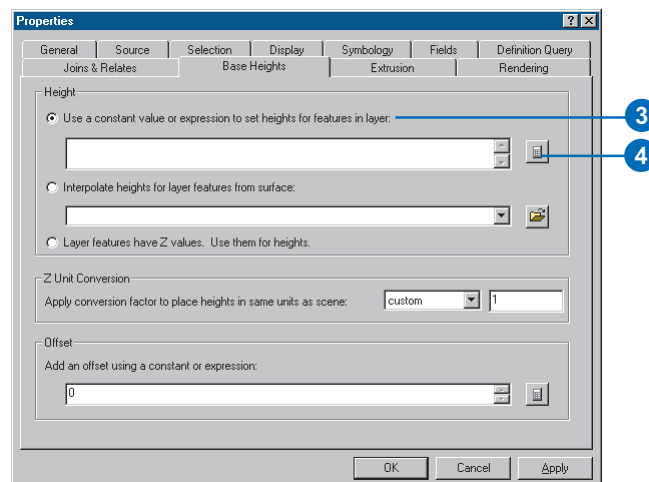 Properties
General Source Selection Display Symbology Fields Definition Query
Joins & Relates Base Heights Extrusion Rendering
Height
Use a constant value or expression to set heights for features in layer:
3
4
Interpolate heights for layer features from surface:
Layer features have Z values. Use them for heights.
Z Unit Conversion
Apply conversion factor to place heights in same units as scene: custom 1
Offset
Add an offset using a constant or expression:
0
OK Cancel Apply